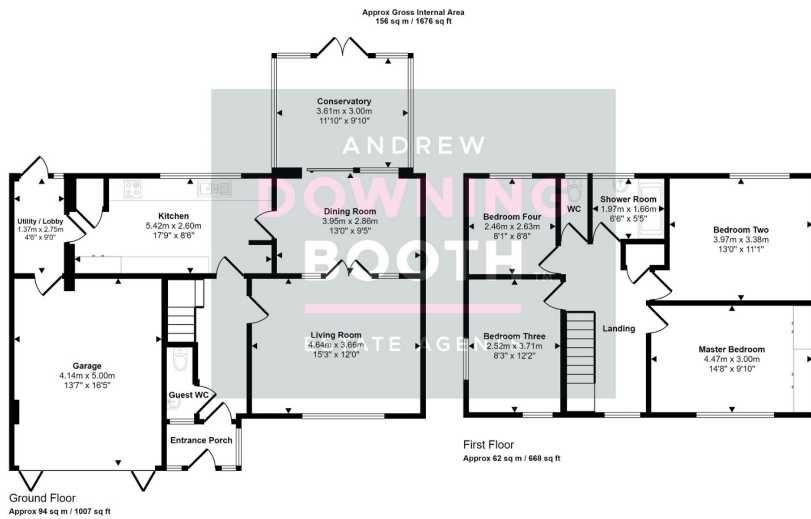 Approx Gross Internal Area
156 sq m / 1676 sq ft
Conservatory
3.61m x 3.00m
11'10" x 9'10"
ANDREW
DOWNING
BOOTH
TM
ESTATE AGEN
Utility / Lobby
1.37m x 2.75m
4'6" x 9'0"
Kitchen
5.42m x 2.60m
17'9" x 8'6"
Dining Room
3.95m x 2.86m
13'0" x 9'5"
Garage
4.14m x 5.00m
13'7" x 16'5"
Living Room
4.64m x 3.66m
15'3" x 12'0"
Guest WC
Entrance Porch
Ground Floor
Approx 94 sq m / 1007 sq ft
Bedroom Four
2.46m x 2.63m
8'1" x 8'8"
WC
Shower Room
1.97m x 1.66m
6'6" x 5'5"
Bedroom Two
3.97m x 3.38m
13'0" x 11'1"
Bedroom Three
2.52m x 3.71m
8'3" x 12'2"
Landing
Master Bedroom
4.47m x 3.00m
14'8" x 9'10"
First Floor
Approx 62 sq m / 668 sq ft